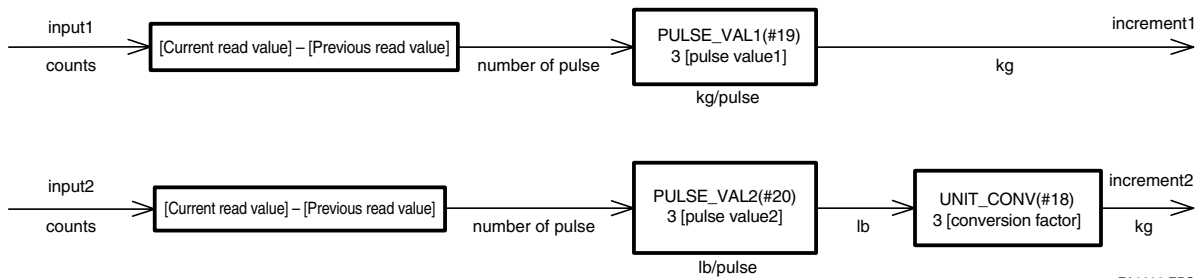 input1
counts
[Current read value] – [Previous read value]
number of pulse
PULSE_VAL1(#19)
3 [pulse value1]
kg/pulse
increment1
kg
input2
counts
[Current read value] – [Previous read value]
number of pulse
PULSE_VAL2(#20)
3 [pulse value2]
lb/pulse
lb
UNIT_CONV(#18)
3 [conversion factor]
increment2
kg